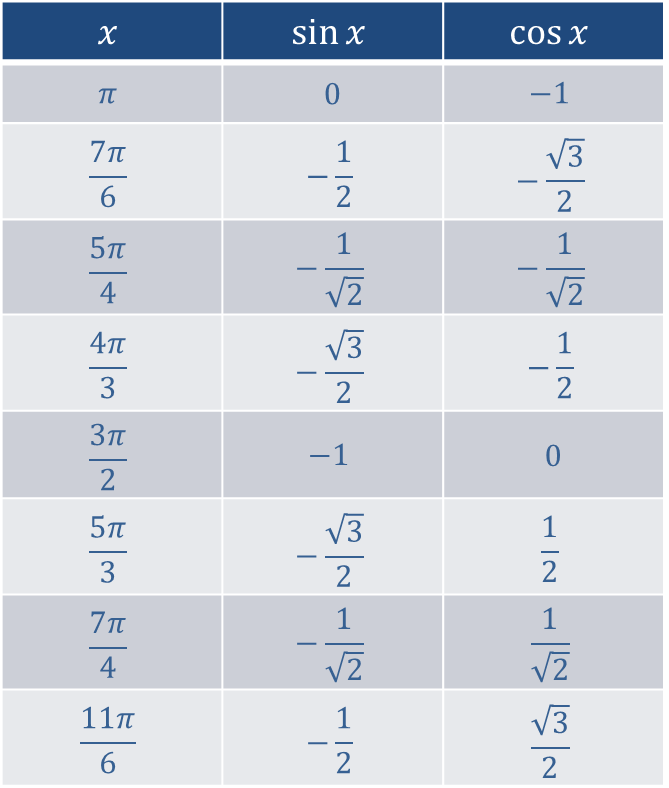 x sin x cos x
π 0 −1
7π/6 −1/2 −√3/2
5π/4 −1/√2 −1/√2
4π/3 −√3/2 −1/2
3π/2 −1 0
5π/3 −√3/2 1/2
7π/4 −1/√2 1/√2
11π/6 −1/2 √3/2